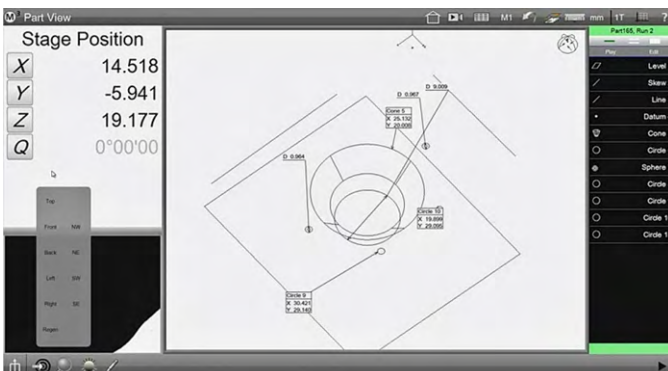 M³ Part View
M1
mm
1T
?
Stage Position
X 14.518
Y -5.941
Z 19.177
Q 0°00'00
Top
Front NW
Back NE
Left SW
Right SE
Regen
D 9.009
D 0.967
Cone 5
X 25.132
Y 20.008
D 0.984
Circle 10
X 19.899
Y 29.095
Circle 9
X 30.421
Y 29.140
Part165, Run 2
Play Edit
Level
Skew
Line
Datum
Cone
Circle
Sphere
Circle
Circle
Circle 1
Circle 1